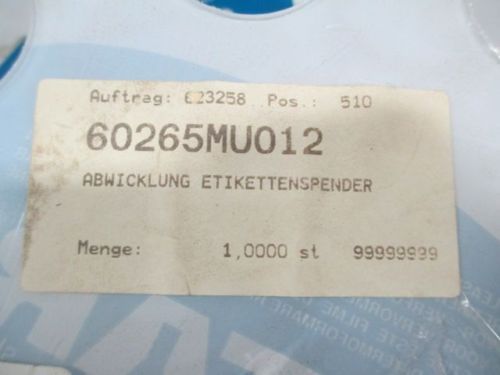 Auftrag: 623258 Pos.: 510
60265MU012
ABWICKLUNG ETIKETTENSPENDER
Menge: 1,0000 st 99999999